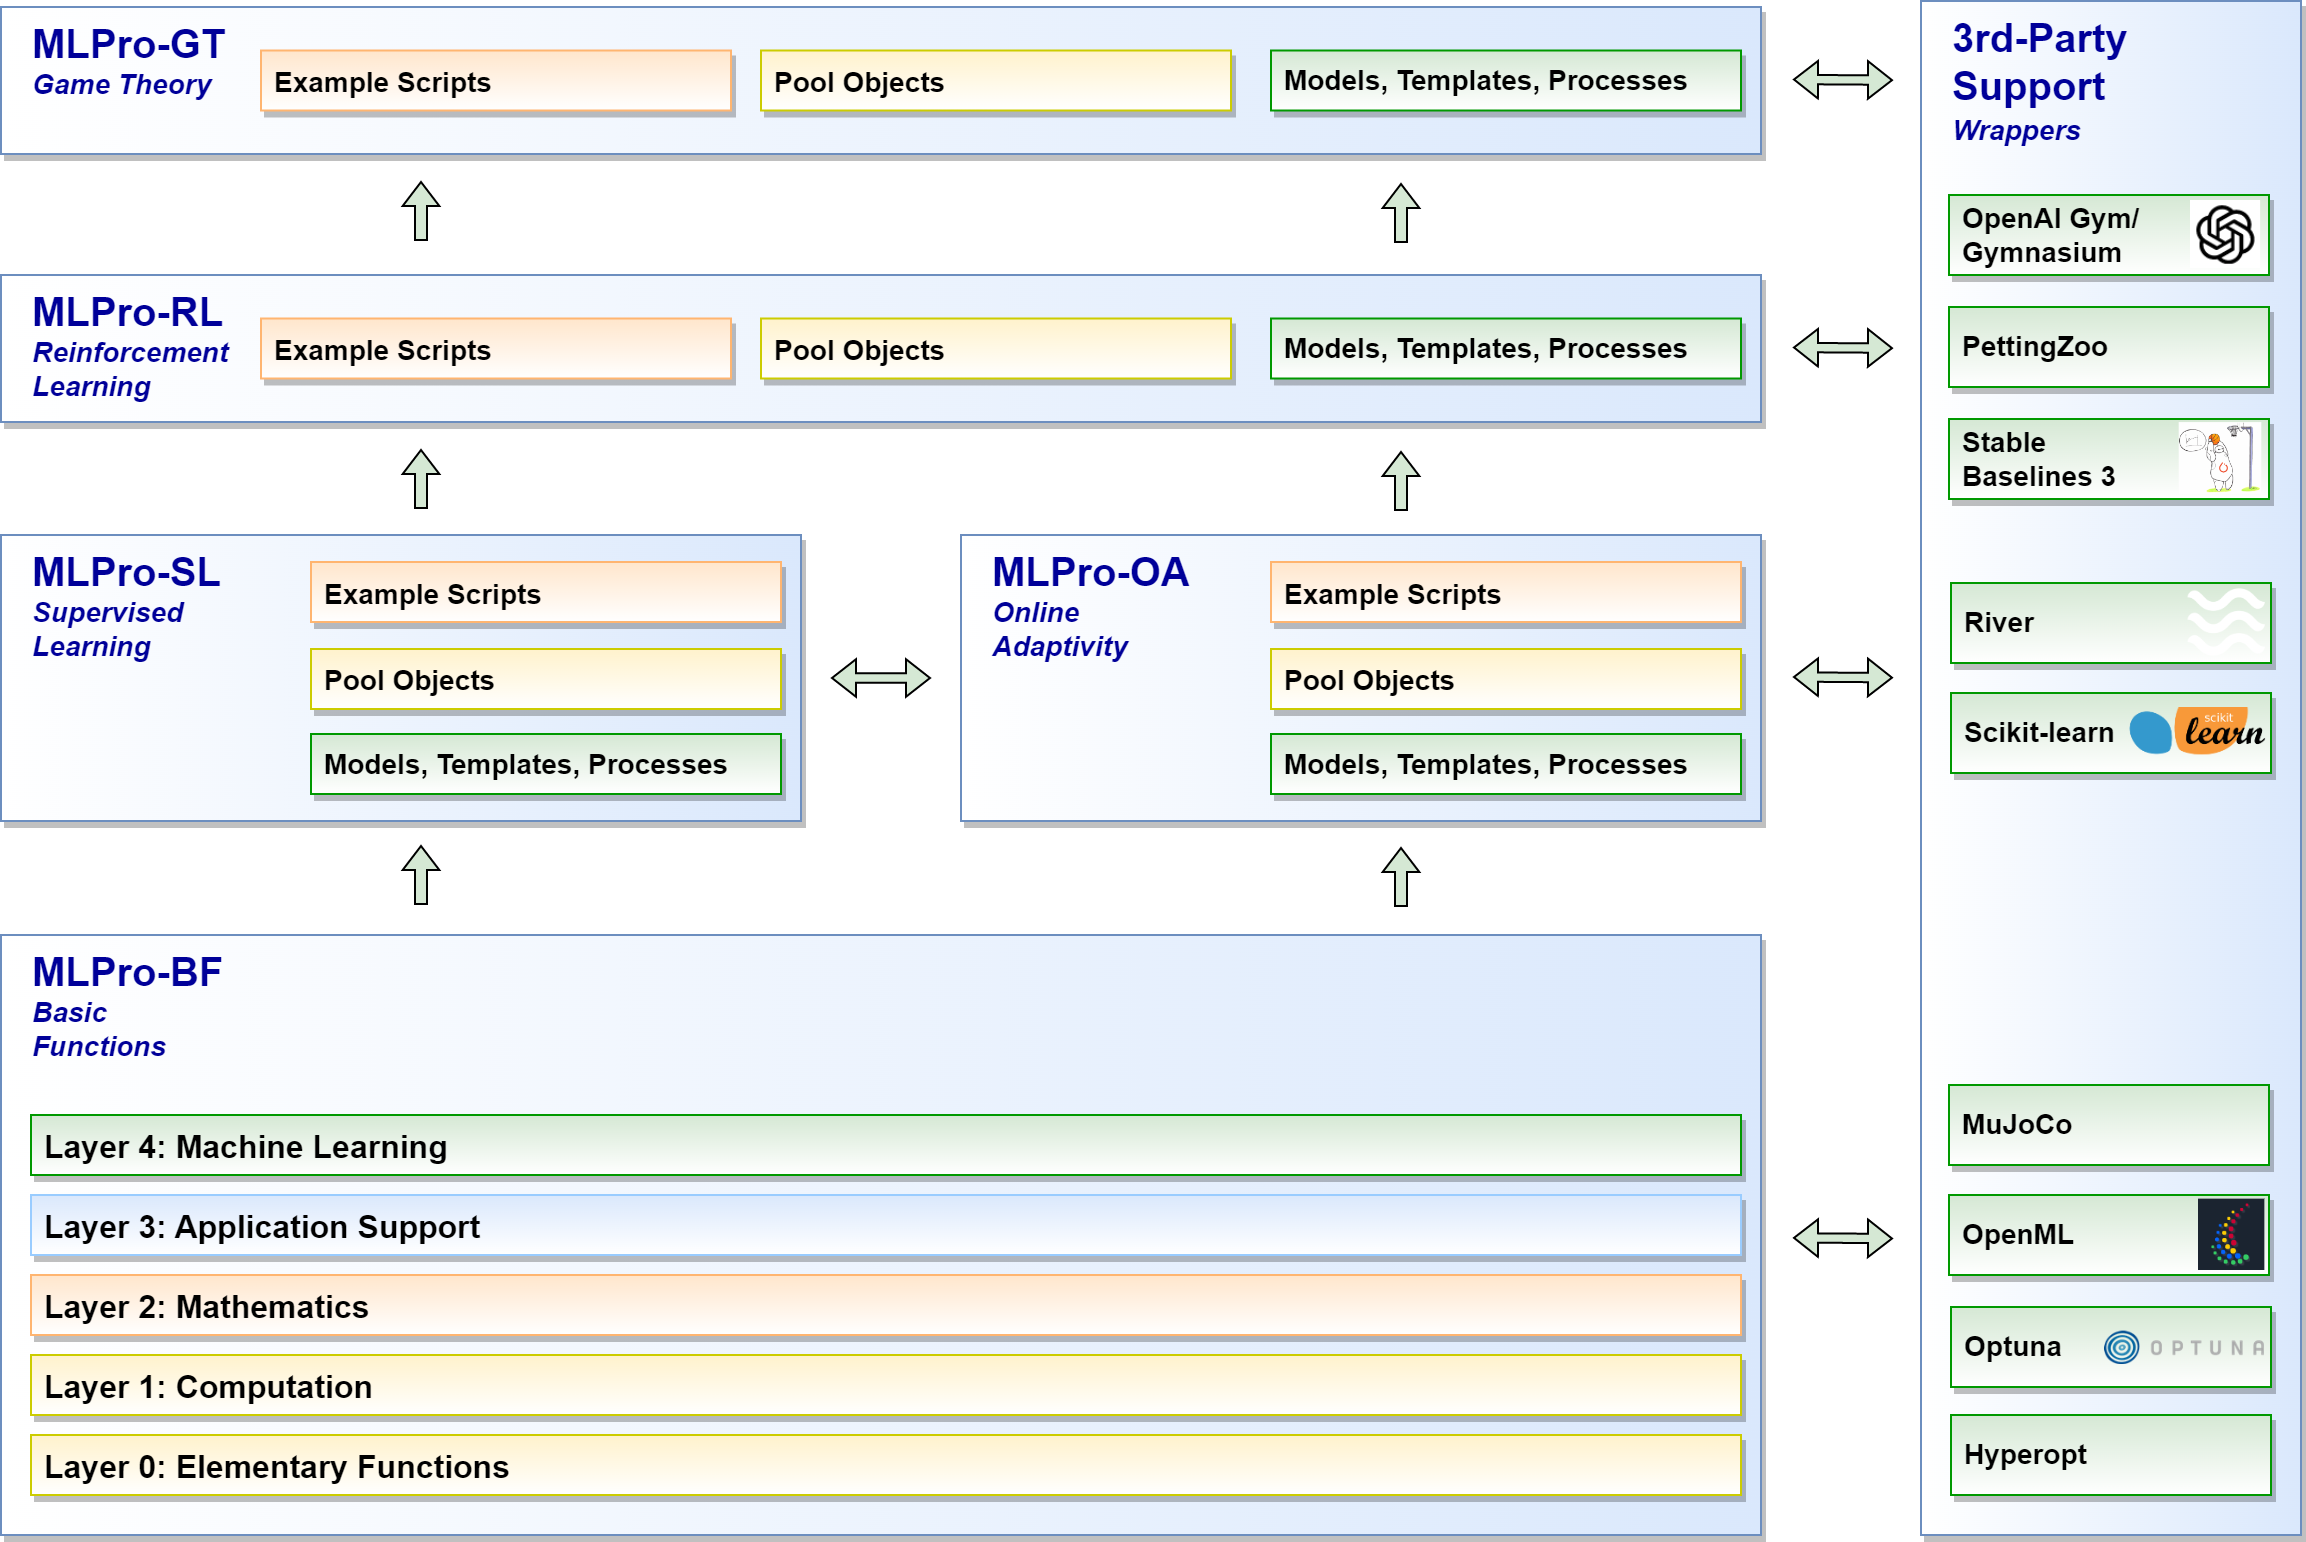 MLPro-GT
Game Theory
Example Scripts
Pool Objects
Models, Templates, Processes
MLPro-RL
Reinforcement
Learning
Example Scripts
Pool Objects
Models, Templates, Processes
MLPro-SL
Supervised
Learning
Example Scripts
Pool Objects
Models, Templates, Processes
MLPro-OA
Online
Adaptivity
Example Scripts
Pool Objects
Models, Templates, Processes
MLPro-BF
Basic
Functions
Layer 4: Machine Learning
Layer 3: Application Support
Layer 2: Mathematics
Layer 1: Computation
Layer 0: Elementary Functions
3rd-Party
Support
Wrappers
OpenAI Gym/
Gymnasium
PettingZoo
Stable
Baselines 3
River
Scikit-learn
scikit
learn
MuJoCo
OpenML
Optuna
OPTUNA
Hyperopt